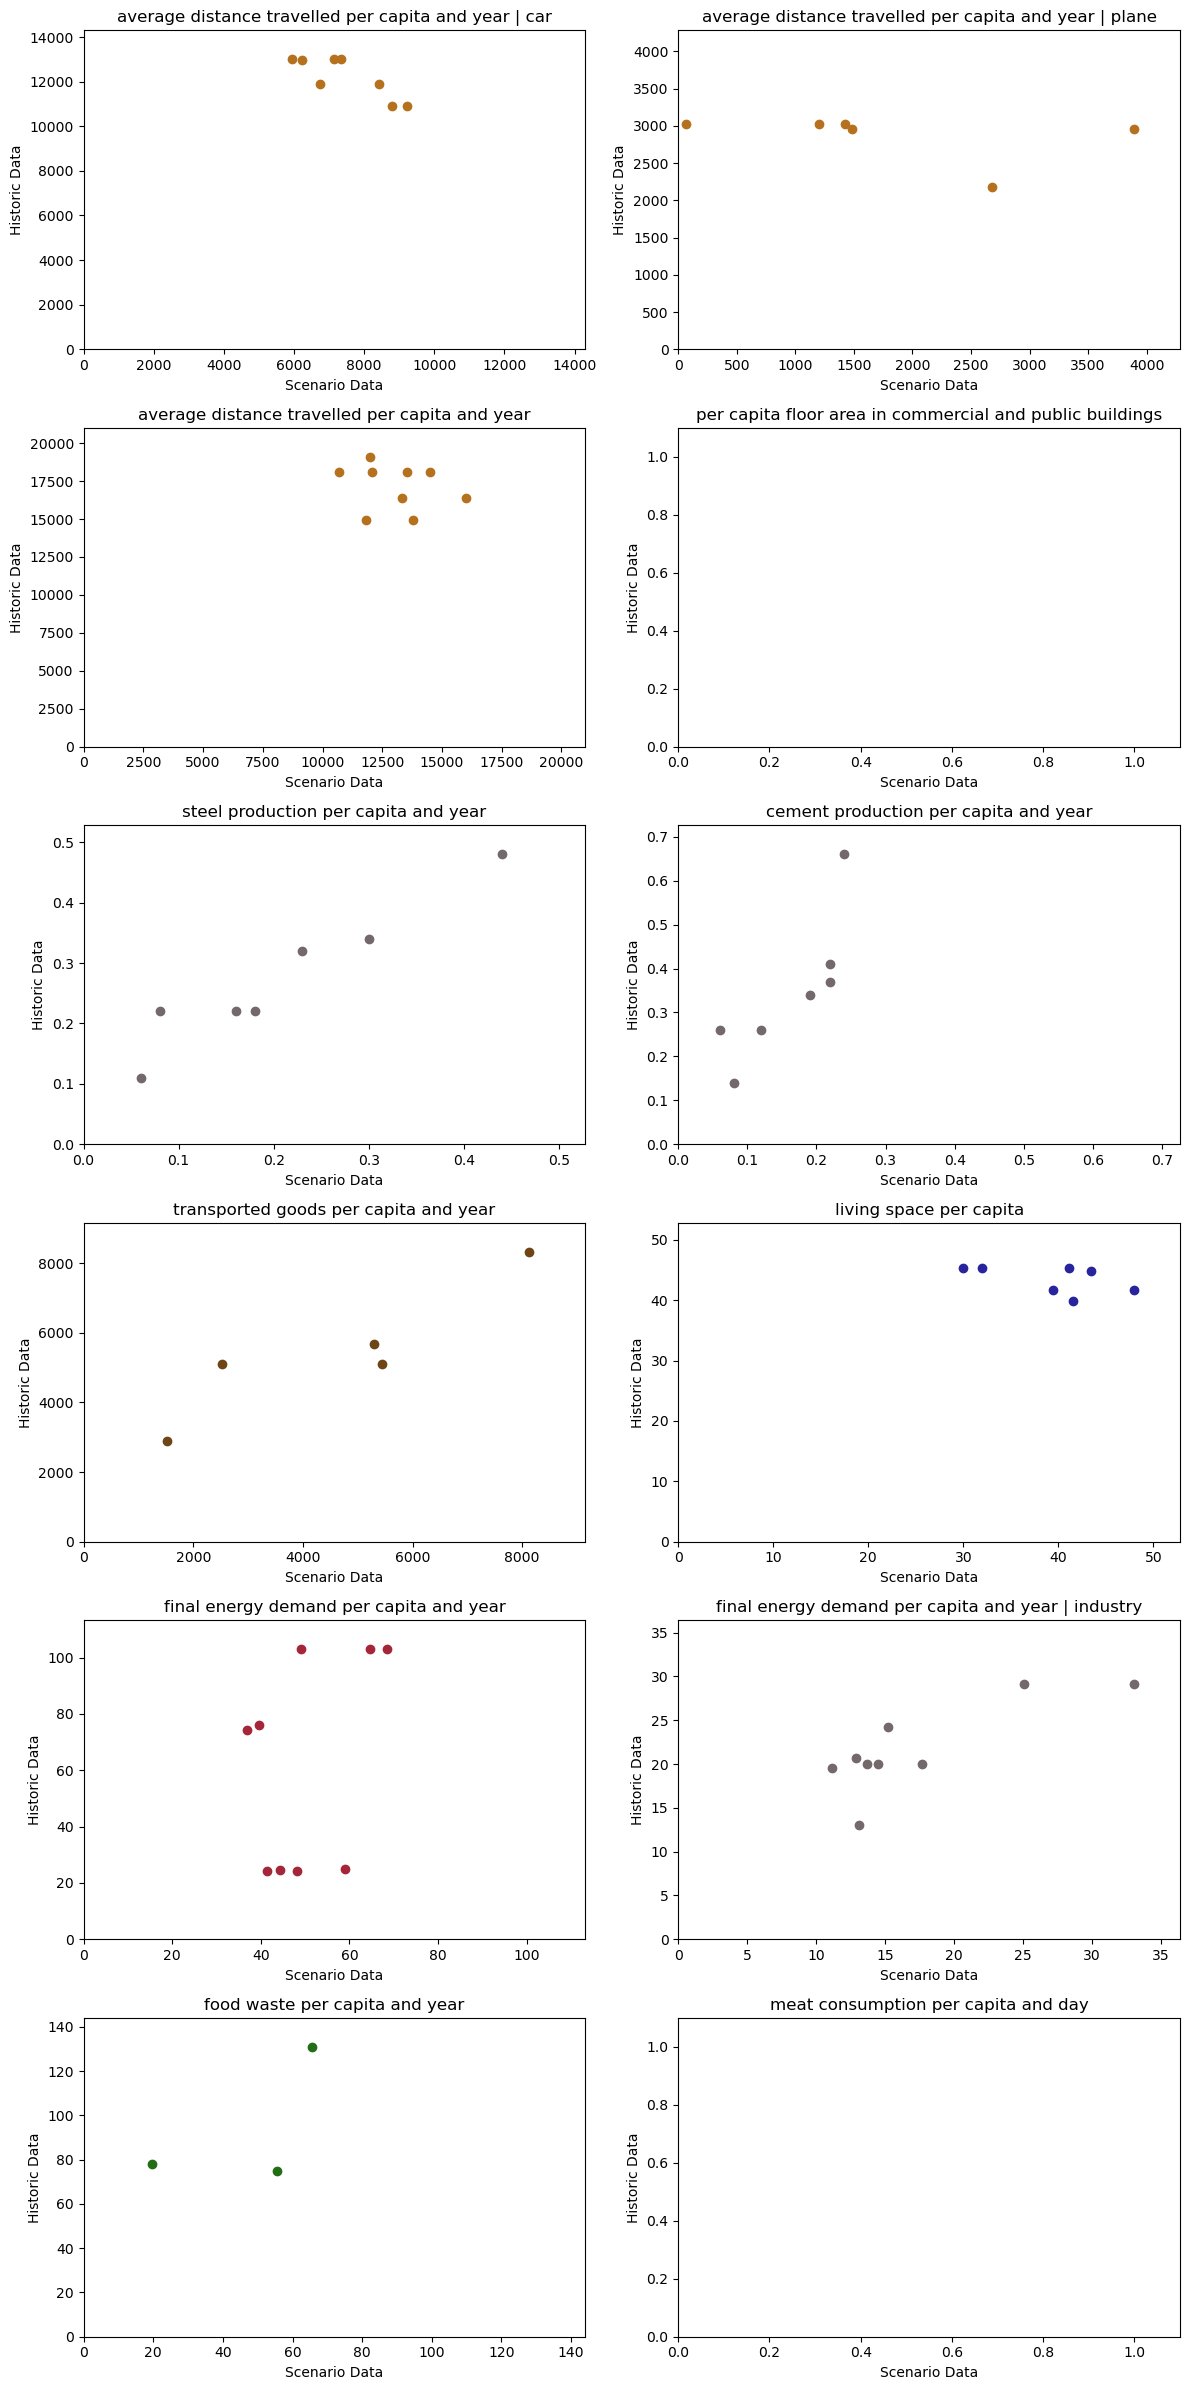 average distance travelled per capita and year | car
14000
12000
10000
8000
6000
4000
2000
0
Historic Data
0 2000 4000 6000 8000 10000 12000 14000
Scenario Data
average distance travelled per capita and year | plane
4000
3500
3000
2500
2000
1500
1000
500
0
Historic Data
0 500 1000 1500 2000 2500 3000 3500 4000
Scenario Data
average distance travelled per capita and year
20000
17500
15000
12500
10000
7500
5000
2500
0
Historic Data
0 2500 5000 7500 10000 12500 15000 17500 20000
Scenario Data
per capita floor area in commercial and public buildings
1.0
0.8
0.6
0.4
0.2
0.0
Historic Data
0.0 0.2 0.4 0.6 0.8 1.0
Scenario Data
steel production per capita and year
0.5
0.4
0.3
0.2
0.1
0.0
Historic Data
0.0 0.1 0.2 0.3 0.4 0.5
Scenario Data
cement production per capita and year
0.7
0.6
0.5
0.4
0.3
0.2
0.1
0.0
Historic Data
0.0 0.1 0.2 0.3 0.4 0.5 0.6 0.7
Scenario Data
transported goods per capita and year
8000
6000
4000
2000
0
Historic Data
0 2000 4000 6000 8000
Scenario Data
living space per capita
50
40
30
20
10
0
Historic Data
0 10 20 30 40 50
Scenario Data
final energy demand per capita and year
100
80
60
40
20
0
Historic Data
0 20 40 60 80 100
Scenario Data
final energy demand per capita and year | industry
35
30
25
20
15
10
5
0
Historic Data
0 5 10 15 20 25 30 35
Scenario Data
food waste per capita and year
140
120
100
80
60
40
20
0
Historic Data
0 20 40 60 80 100 120 140
Scenario Data
meat consumption per capita and day
1.0
0.8
0.6
0.4
0.2
0.0
Historic Data
0.0 0.2 0.4 0.6 0.8 1.0
Scenario Data